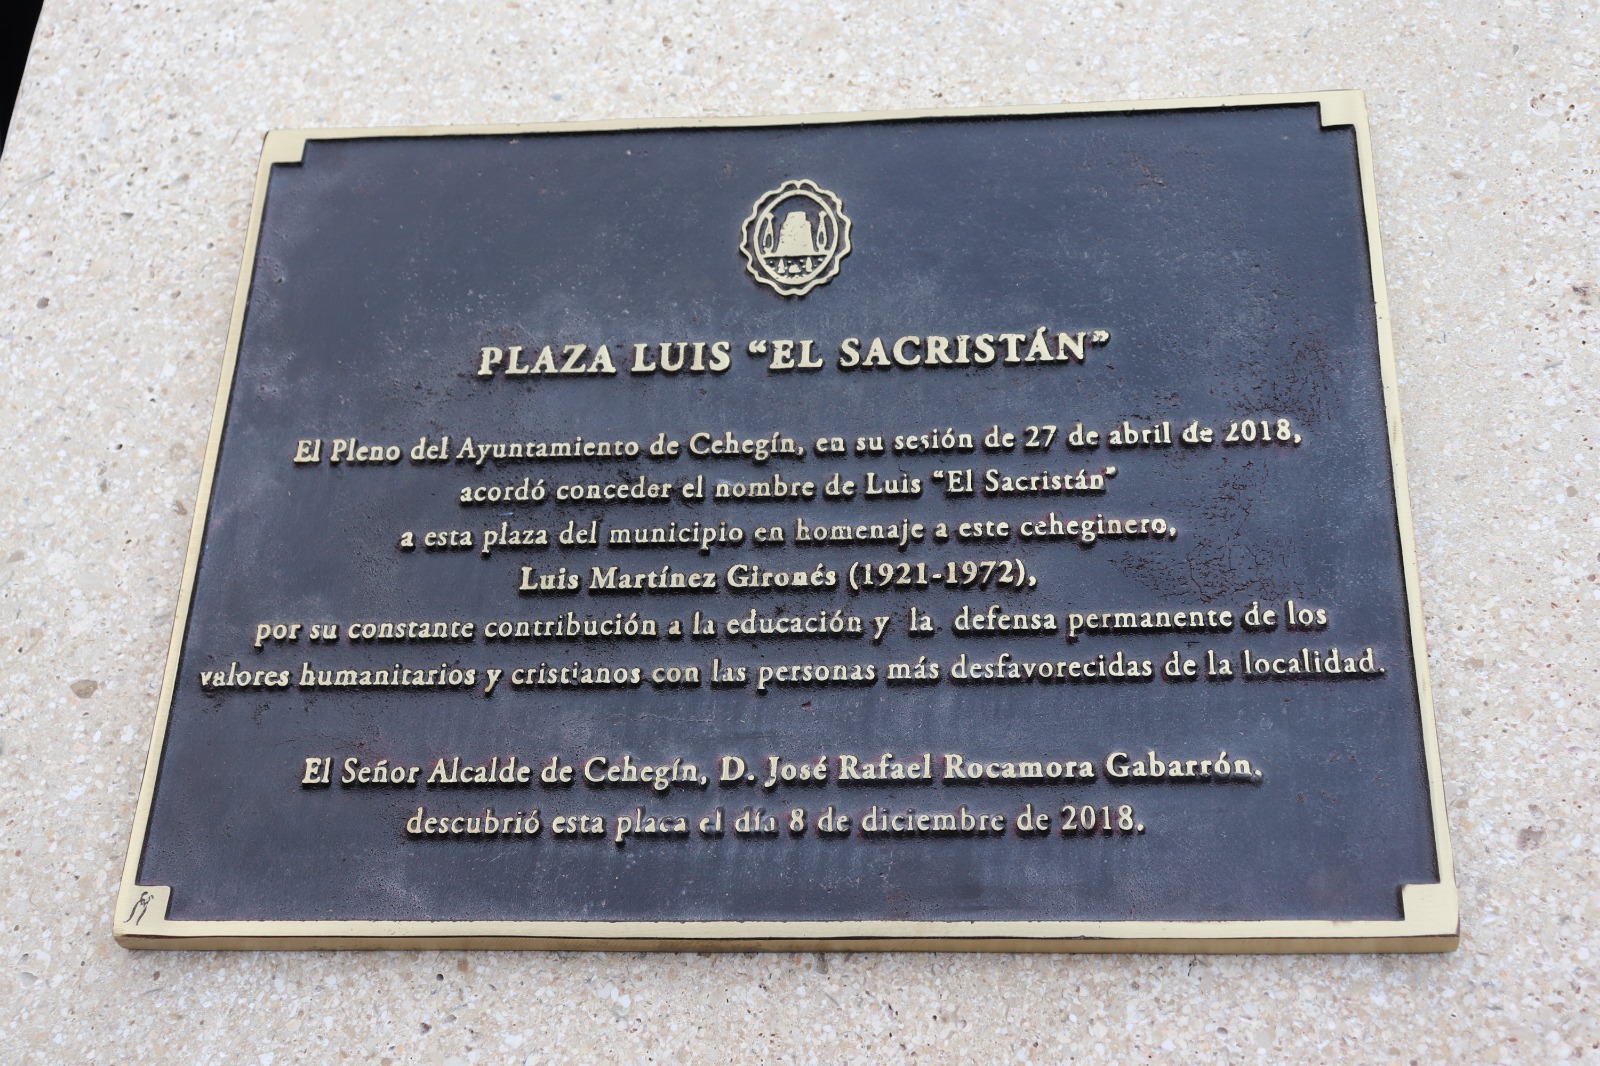 PLAZA LUIS “EL SACRISTÁN”
El Pleno del Ayuntamiento de Cehegín, en su sesión de 27 de abril de 2018,
acordó conceder el nombre de Luis “El Sacristán”
a esta plaza del municipio en homenaje a este ceheginero,
Luis Martínez Gironés (1921-1972),
por su constante contribución a la educación y la defensa permanente de los
valores humanitarios y cristianos con las personas más desfavorecidas de la localidad.
El Señor Alcalde de Cehegín, D. José Rafael Rocamora Gabarrón,
descubrió esta placa el día 8 de diciembre de 2018.